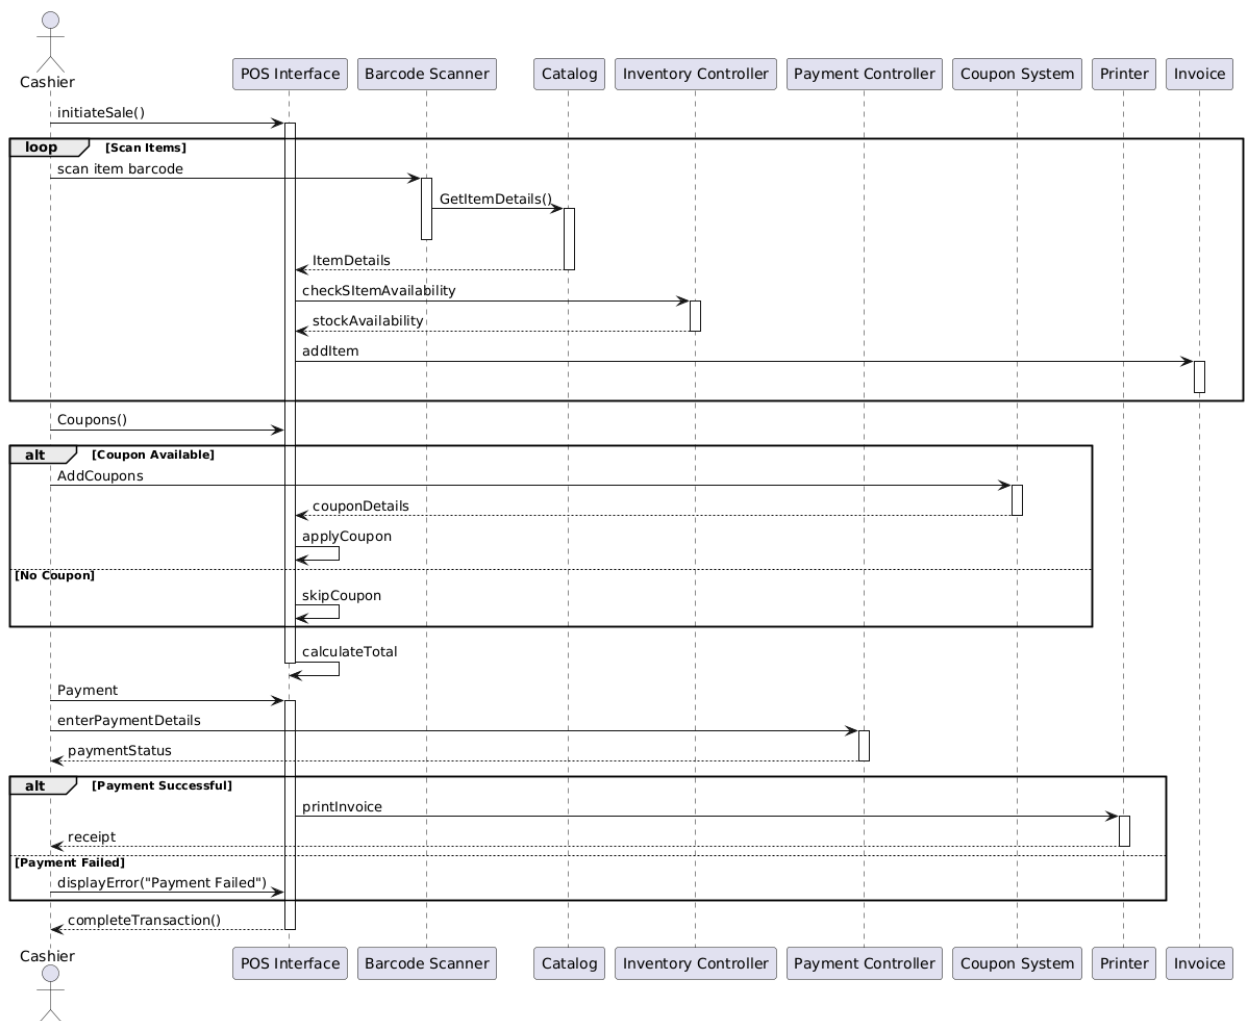 Cashier
POS Interface
Barcode Scanner
Catalog
Inventory Controller
Payment Controller
Coupon System
Printer
Invoice
initiateSale()
loop
[Scan Items]
scan item barcode
GetItemDetails()
ItemDetails
checkSItemAvailability
stockAvailability
addItem
Coupons()
alt
[Coupon Available]
AddCoupons
couponDetails
applyCoupon
[No Coupon]
skipCoupon
calculateTotal
Payment
enterPaymentDetails
paymentStatus
alt
[Payment Successful]
printInvoice
receipt
[Payment Failed]
displayError("Payment Failed")
completeTransaction()
Cashier
POS Interface
Barcode Scanner
Catalog
Inventory Controller
Payment Controller
Coupon System
Printer
Invoice